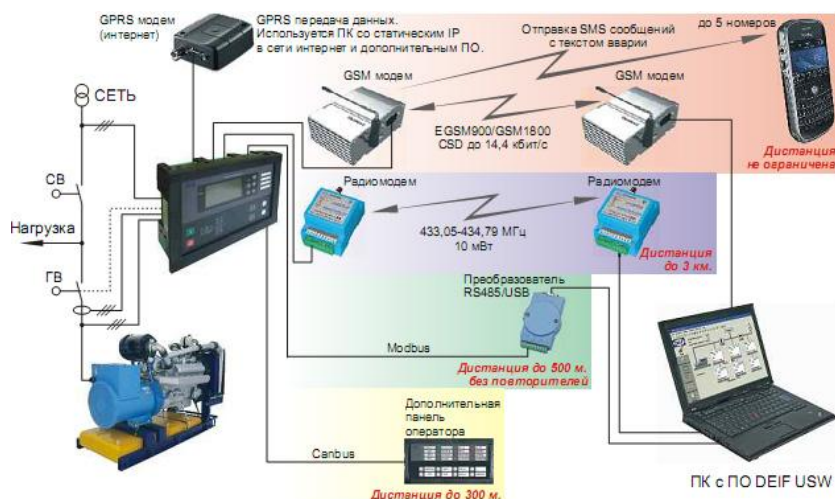 GPRS модем
(интернет)
GPRS передача данных.
Используется ПК со статическим IP
в сети интернет и дополнительным ПО.
Отправка SMS сообщений
с текстом аварии
до 5 номеров
GSM модем
GSM модем
EGSM900/GSM1800
CSD до 14,4 кбит/с
Дистанция
не ограничена
СЕТЬ
СВ
Нагрузка
ГВ
Радиомодем
Радиомодем
433,05-434,79 МГц
10 мВт
Дистанция
до 3 км.
Преобразователь
RS485/USB
Modbus
Дистанция до 500 м.
без повторителей
Дополнительная
панель
оператора
Canbus
Дистанция до 300 м.
ПК с ПО DEIF USW